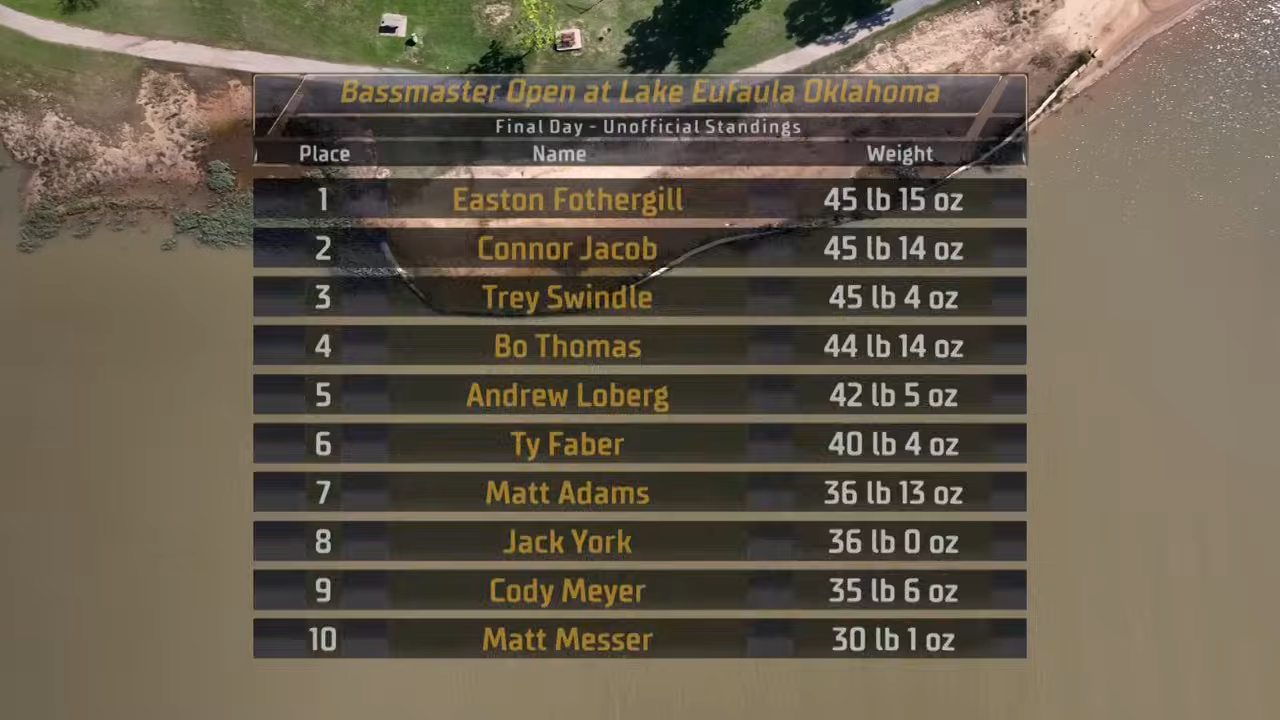 Bassmaster Open at Lake Eufaula Oklahoma
Final Day - Unofficial Standings
Place Name Weight
1 Easton Fothergill 45 lb 15 oz
2 Connor Jacob 45 lb 14 oz
3 Trey Swindle 45 lb 4 oz
4 Bo Thomas 44 lb 14 oz
5 Andrew Loberg 42 lb 5 oz
6 Ty Faber 40 lb 4 oz
7 Matt Adams 36 lb 13 oz
8 Jack York 36 lb 0 oz
9 Cody Meyer 35 lb 6 oz
10 Matt Messer 30 lb 1 oz